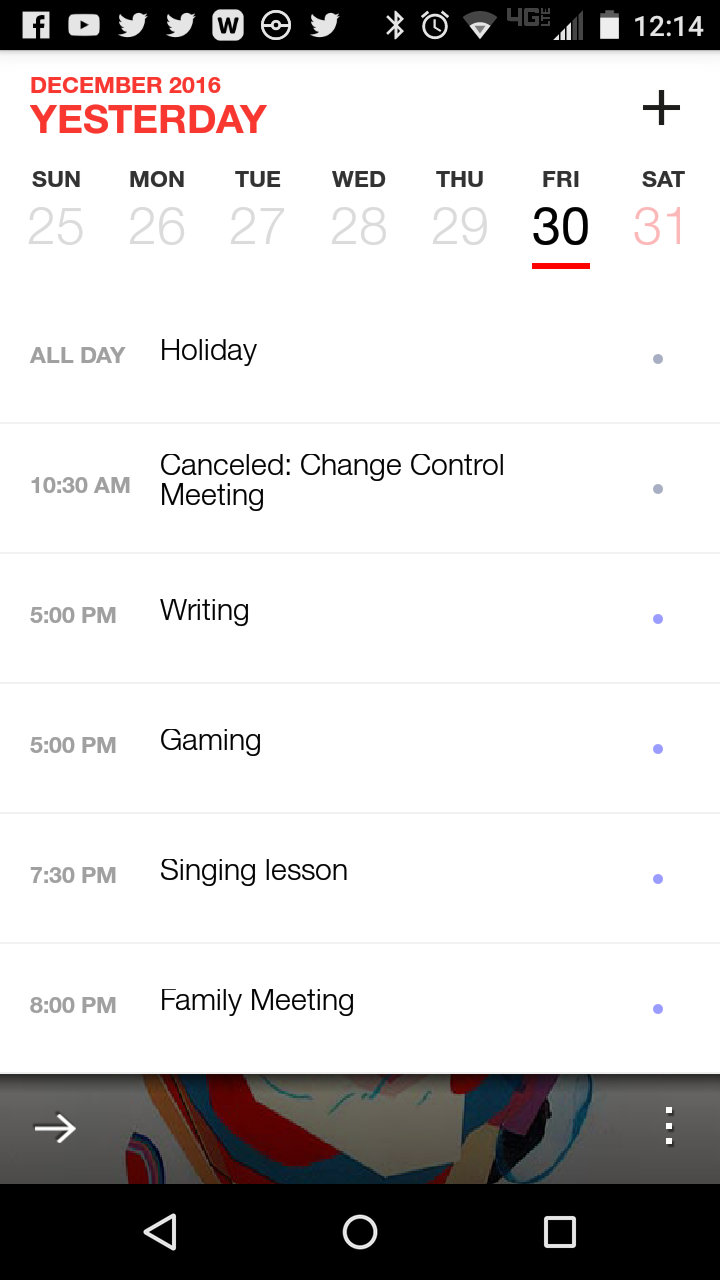 W 4G LTE 12:14
DECEMBER 2016
YESTERDAY +
SUN MON TUE WED THU FRI SAT
25 26 27 28 29 30 31
ALL DAY Holiday
10:30 AM Canceled: Change Control
Meeting
5:00 PM Writing
5:00 PM Gaming
7:30 PM Singing lesson
8:00 PM Family Meeting